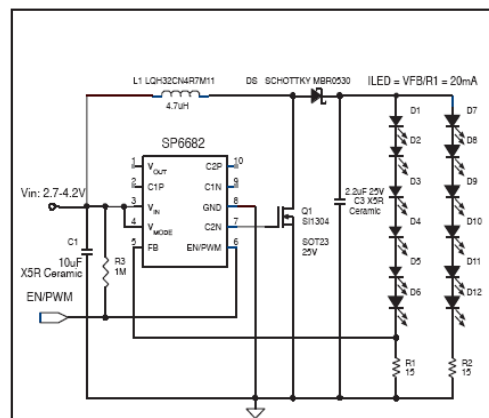 L1 LQH32CN4R7M11
DS SCHOTTKY MBR0530
ILED = VFB/R1 = 20mA
4.7uH
D1
D7
SP6682
D2
D8
1
VOUT
C2P
10
2
C1P
C1N
9
D3
D9
Vin: 2.7-4.2V
3
VIN
GND
8
2.2uF 25V
C3 X5R
Ceramic
4
VMODE
C2N
7
Q1
SI1304
D4
D10
5
FB
EN/PWM
6
C1
10uF
X5R Ceramic
R3
1M
SOT23
25V
D5
D11
EN/PWM
D6
D12
R1
15
R2
15